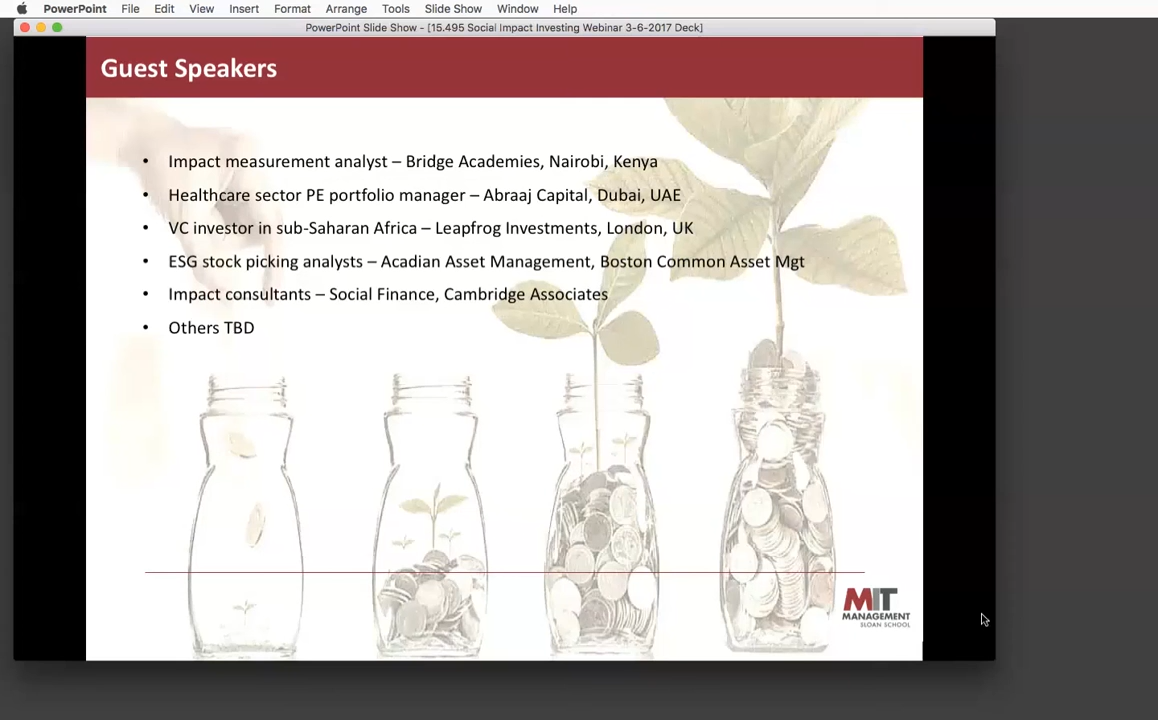 PowerPoint File Edit View Insert Format Arrange Tools Slide Show Window Help
PowerPoint Slide Show - [15.495 Social Impact Investing Webinar 3-6-2017 Deck]
Guest Speakers
• Impact measurement analyst – Bridge Academies, Nairobi, Kenya
• Healthcare sector PE portfolio manager – Abraaj Capital, Dubai, UAE
• VC investor in sub-Saharan Africa – Leapfrog Investments, London, UK
• ESG stock picking analysts – Acadian Asset Management, Boston Common Asset Mgt
• Impact consultants – Social Finance, Cambridge Associates
• Others TBD
MIT
MANAGEMENT
SLOAN SCHOOL